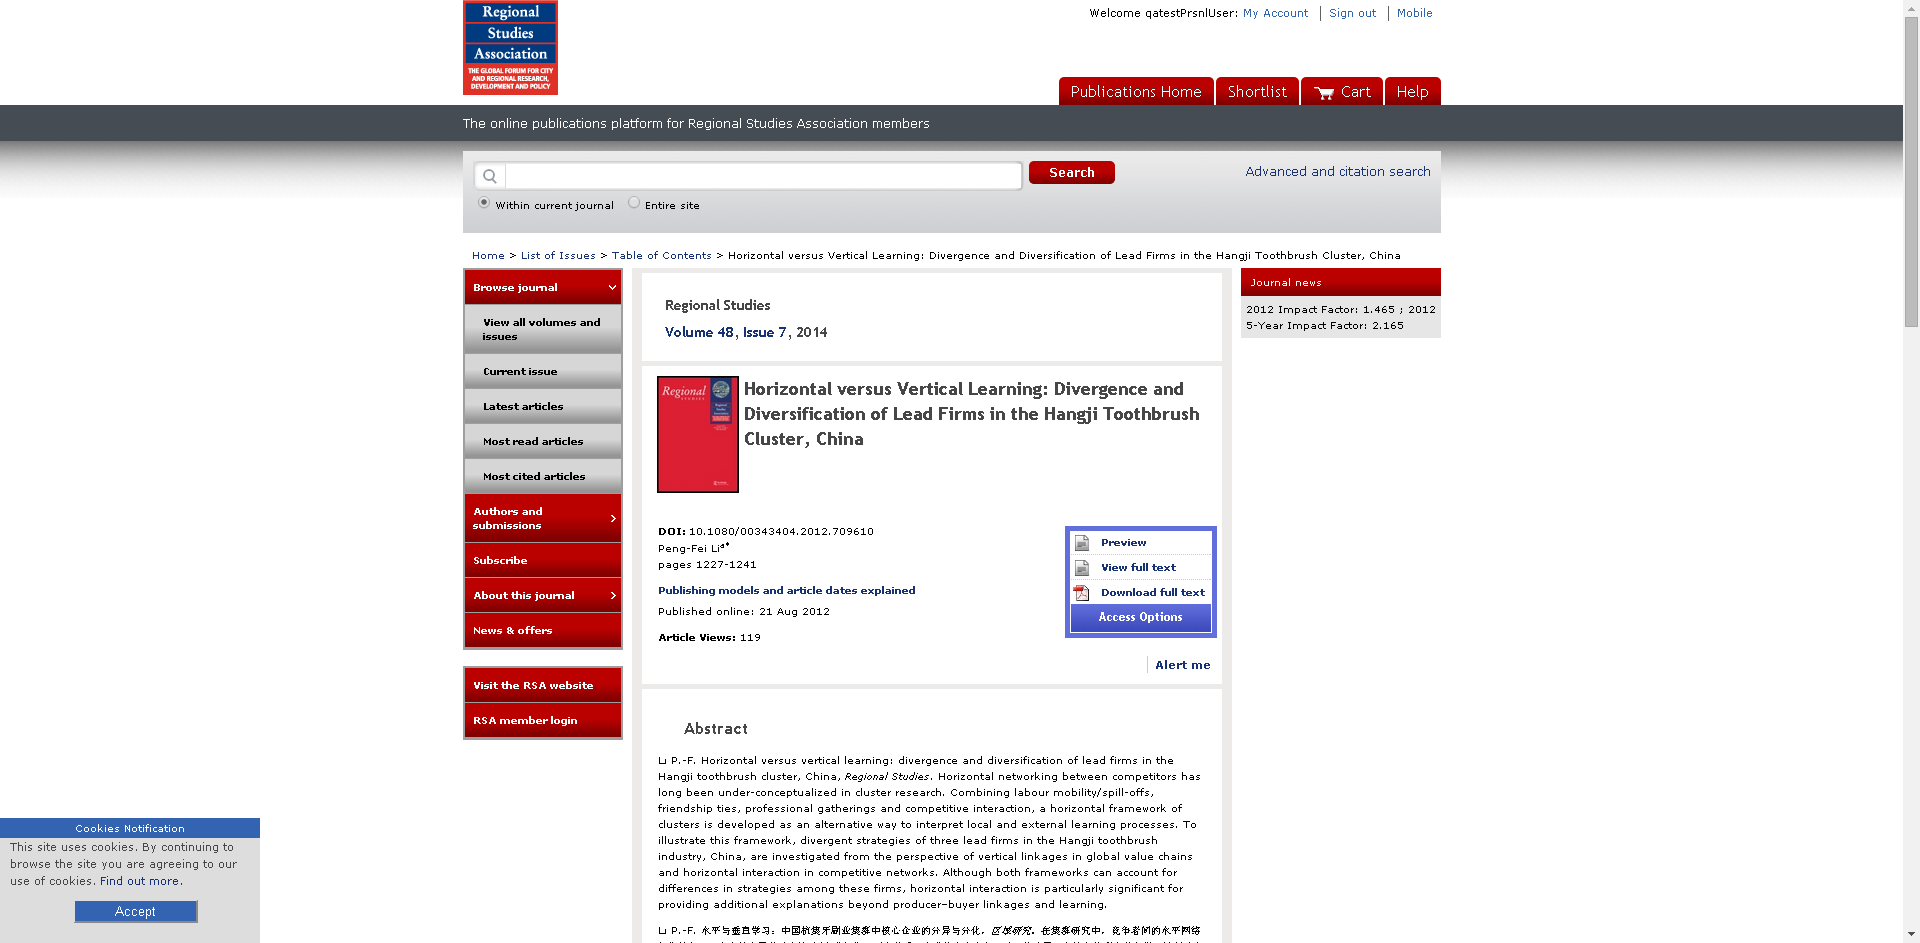 Regional
Studies
Association
THE GLOBAL FORUM FOR CITY
AND REGIONAL RESEARCH,
DEVELOPMENT AND POLICY
Welcome qatestPrsnlUser: My Account | Sign out | Mobile
Publications Home Shortlist Cart Help
The online publications platform for Regional Studies Association members
Search
Advanced and citation search
Within current journal Entire site
Home > List of Issues > Table of Contents > Horizontal versus Vertical Learning: Divergence and Diversification of Lead Firms in the Hangji Toothbrush Cluster, China
Browse journal
View all volumes and
issues
Current issue
Latest articles
Most read articles
Most cited articles
Authors and
submissions
Subscribe
About this journal
News & offers
Visit the RSA website
RSA member login
Regional Studies
Volume 48, Issue 7, 2014
Regional
STUDIES
Horizontal versus Vertical Learning: Divergence and
Diversification of Lead Firms in the Hangji Toothbrush
Cluster, China
DOI: 10.1080/00343404.2012.709610
Peng-Fei Lia*
pages 1227-1241
Publishing models and article dates explained
Published online: 21 Aug 2012
Article Views: 119
Preview
View full text
Download full text
Access Options
Alert me
Abstract
Li P.-F. Horizontal versus vertical learning: divergence and diversification of lead firms in the
Hangji toothbrush cluster, China, Regional Studies. Horizontal networking between competitors has
long been under-conceptualized in cluster research. Combining labour mobility/spill-offs,
friendship ties, professional gatherings and competitive interaction, a horizontal framework of
clusters is developed as an alternative way to interpret local and external learning processes. To
illustrate this framework, divergent strategies of three lead firms in the Hangji toothbrush
industry, China, are investigated from the perspective of vertical linkages in global value chains
and horizontal interaction in competitive networks. Although both frameworks can account for
differences in strategies among these firms, horizontal interaction is particularly significant for
providing additional explanations beyond producer–buyer linkages and learning.
Li P.-F. 水平与垂直学习：中国杭集牙刷业集群中核心企业的分异与分化，区域研究。在集群研究中，竞争者间的水平网络
Journal news
2012 Impact Factor: 1.465 ; 2012
5-Year Impact Factor: 2.165
Cookies Notification
This site uses cookies. By continuing to
browse the site you are agreeing to our
use of cookies. Find out more.
Accept